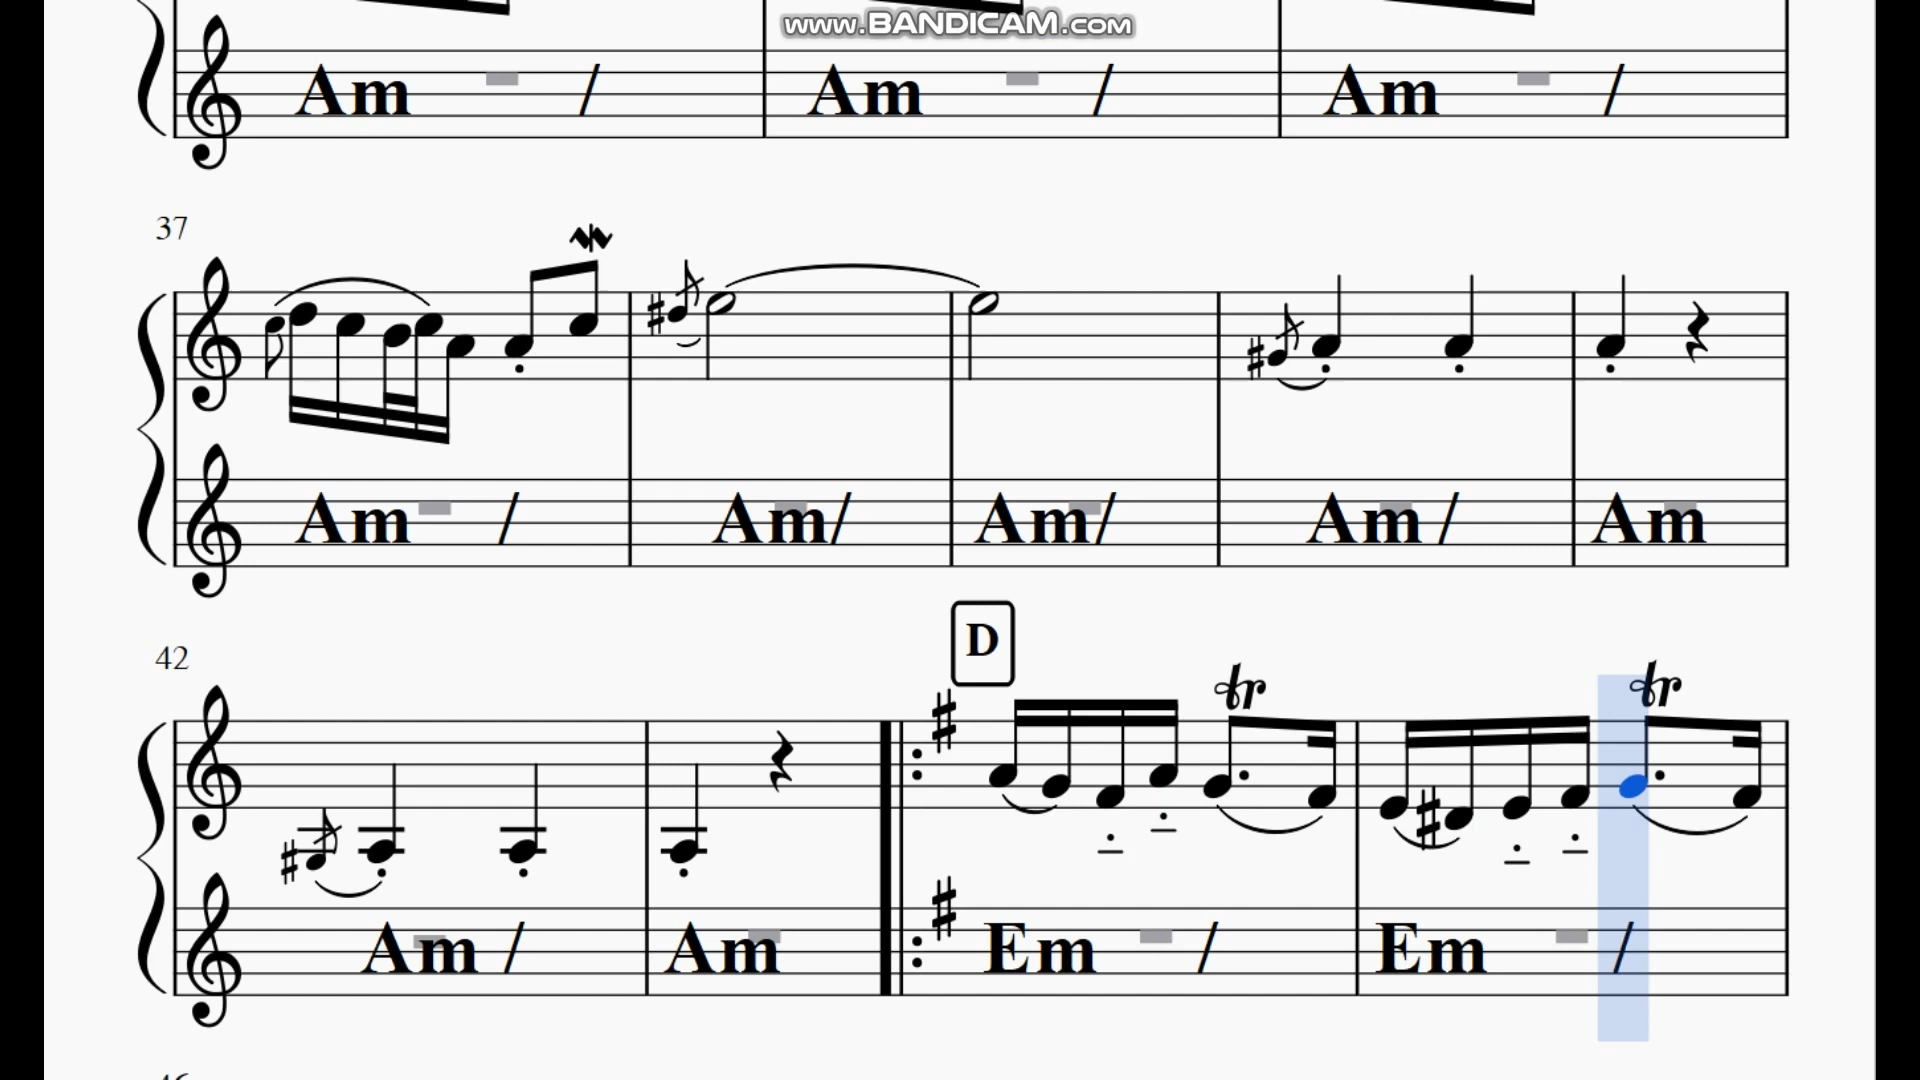 www.BANDICAM.com
Am / Am / Am /
37
Am / Am / Am / Am / Am
D
42
tr tr
Am / Am Em / Em /